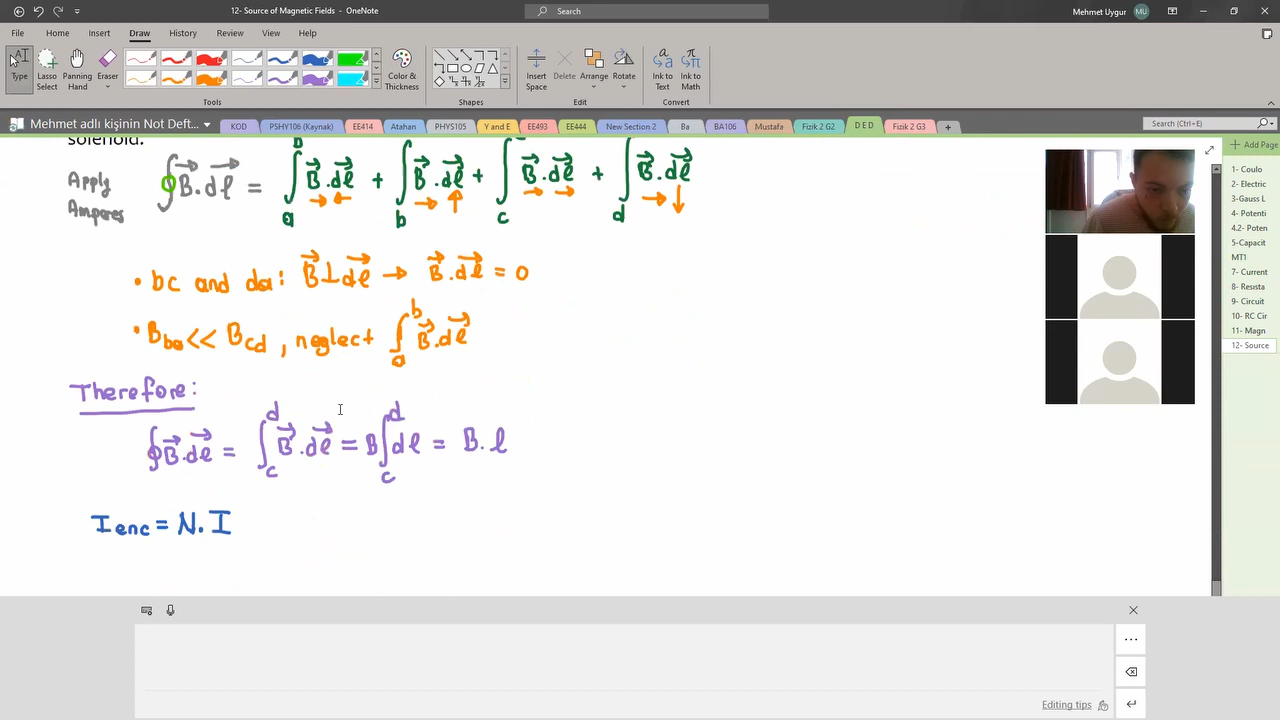 12- Source of Magnetic Fields - OneNote
Search
Mehmet Uygur
MU
File Home Insert Draw History Review View Help
Type
Lasso Select
Panning Hand
Eraser
Color & Thickness
Insert Space
Delete
Arrange
Rotate
Ink to Text
Ink to Math
Tools
Shapes
Edit
Convert
Mehmet adlı kişinin Not Deft...
KOD PSHY106 (Kaynak) EE414 Atahan PHYS105 Y and E EE493 EE444 New Section 2 Ba BA106 Mustafa Fizik 2 G2 D E D Fizik 2 G3
Search (Ctrl+E)
Add Page
1- Coulo
2- Electric
3-Gauss L
4- Potenti
4.2- Poten
5-Capacit
MT1
7- Current
8- Resista
9- Circuit
10- RC Cir
11- Magn
12- Source
solenoid.
Apply Amperes ∮B⃗.dl⃗ = ∫ₐᵇ B⃗.dl⃗ + ∫_b B⃗.dl⃗ + ∫_c B⃗.dl⃗ + ∫_d B⃗.dl⃗
→ ← → ↑ → → → ↓
• bc and da: B⃗⊥dl⃗ → B⃗.dl⃗ = 0
• B_ba << B_cd , neglect ∫ₐᵇ B⃗.dl⃗
Therefore:
∮B⃗.dl⃗ = ∫_c^d B⃗.dl⃗ = B∫_c^d dl = B.l
I_enc = N.I
Editing tips